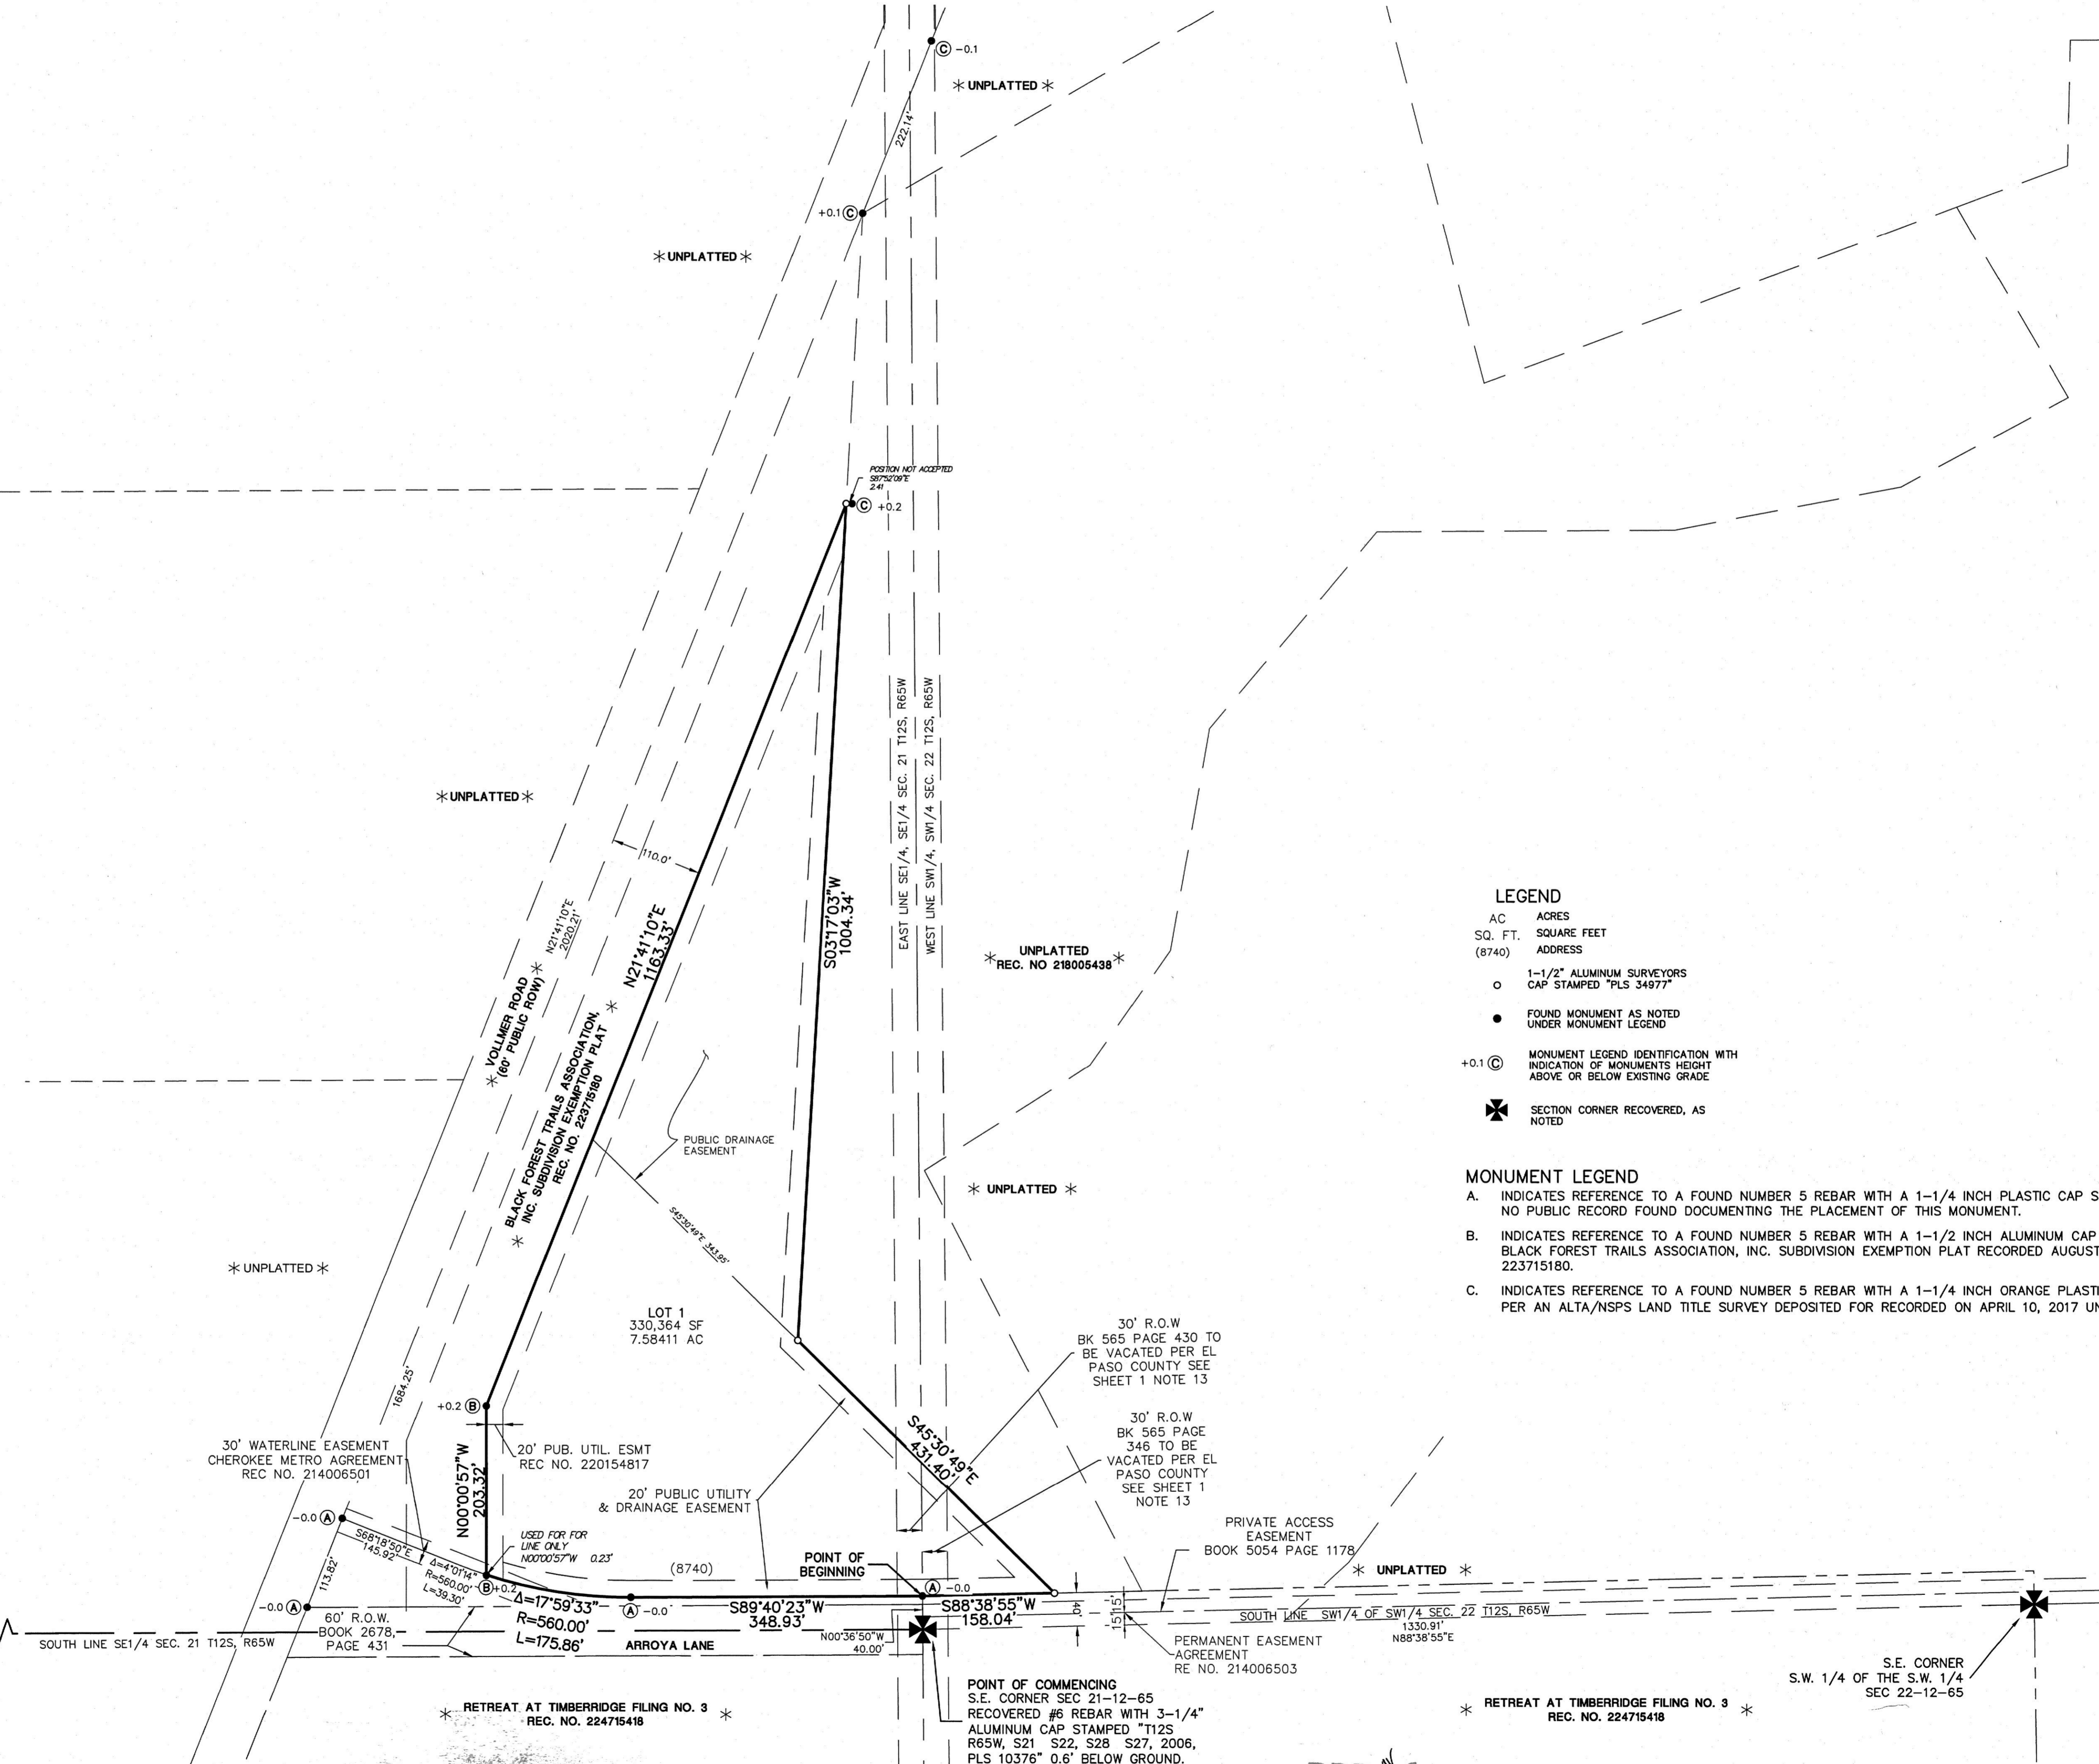 Ⓒ -0.1
✳ UNPLATTED ✳
222.14'
+0.1 Ⓒ
✳ UNPLATTED ✳
POSITION NOT ACCEPTED
S87°52'09"E
2.41
Ⓒ +0.2
EAST LINE SE1/4, SE1/4 SEC. 21 T12S, R65W
WEST LINE SW1/4, SW1/4 SEC. 22 T12S, R65W
✳ UNPLATTED ✳
110.0'
N21°41'10"E
2020.21'
N21°41'10"E
1163.33'
S03°17'03"W
1004.34'
UNPLATTED
✳ REC. NO 218005438 ✳
✳ VOLLMER ROAD ✳
(60' PUBLIC ROW)
✳ BLACK FOREST TRAILS ASSOCIATION, ✳
INC. SUBDIVISION EXEMPTION PLAT
REC. NO. 223715180
PUBLIC DRAINAGE
EASEMENT
S45°30'49"E 343.95'
✳ UNPLATTED ✳
✳ UNPLATTED ✳
LOT 1
330,364 SF
7.58411 AC
30' R.O.W
BK 565 PAGE 430 TO
BE VACATED PER EL
PASO COUNTY SEE
SHEET 1 NOTE 13
1684.25'
+0.2 Ⓑ
30' WATERLINE EASEMENT
CHEROKEE METRO AGREEMENT
REC NO. 214006501
20' PUB. UTIL. ESMT
REC NO. 220154817
N00°00'57"W
203.32'
20' PUBLIC UTILITY
& DRAINAGE EASEMENT
S45°30'49"E
431.40'
30' R.O.W
BK 565 PAGE
346 TO BE
VACATED PER EL
PASO COUNTY
SEE SHEET 1
NOTE 13
-0.0 Ⓐ
S68°18'50"E
145.92'
113.82'
USED FOR FOR
LINE ONLY
N00°00'57"W 0.23'
Δ=4°01'14"
R=560.00'
L=39.30'
Ⓑ +0.2
(8740)
POINT OF
BEGINNING
PRIVATE ACCESS
EASEMENT
BOOK 5054 PAGE 1178
✳ UNPLATTED ✳
-0.0 Ⓐ
Δ=17°59'33"
R=560.00'
L=175.86'
Ⓐ -0.0
S89°40'23"W
348.93'
Ⓐ -0.0
S88°38'55"W
158.04'
40'
15'
15'
60' R.O.W.
BOOK 2678,
PAGE 431
SOUTH LINE SE1/4 SEC. 21 T12S, R65W
ARROYA LANE
N00°36'50"W
40.00'
SOUTH LINE SW1/4 OF SW1/4 SEC. 22 T12S, R65W
1330.91'
N88°38'55"E
PERMANENT EASEMENT
AGREEMENT
RE NO. 214006503
S.E. CORNER
S.W. 1/4 OF THE S.W. 1/4
SEC 22-12-65
✳ RETREAT AT TIMBERRIDGE FILING NO. 3 ✳
REC. NO. 224715418
POINT OF COMMENCING
S.E. CORNER SEC 21-12-65
RECOVERED #6 REBAR WITH 3-1/4"
ALUMINUM CAP STAMPED "T12S
R65W, S21 S22, S28 S27, 2006,
PLS 10376" 0.6' BELOW GROUND.
✳ RETREAT AT TIMBERRIDGE FILING NO. 3 ✳
REC. NO. 224715418
LEGEND
AC ACRES
SQ. FT. SQUARE FEET
(8740) ADDRESS
1-1/2" ALUMINUM SURVEYORS
CAP STAMPED "PLS 34977"
FOUND MONUMENT AS NOTED
UNDER MONUMENT LEGEND
+0.1 Ⓒ MONUMENT LEGEND IDENTIFICATION WITH
INDICATION OF MONUMENTS HEIGHT
ABOVE OR BELOW EXISTING GRADE
SECTION CORNER RECOVERED, AS
NOTED
MONUMENT LEGEND
A. INDICATES REFERENCE TO A FOUND NUMBER 5 REBAR WITH A 1-1/4 INCH PLASTIC CAP S
NO PUBLIC RECORD FOUND DOCUMENTING THE PLACEMENT OF THIS MONUMENT.
B. INDICATES REFERENCE TO A FOUND NUMBER 5 REBAR WITH A 1-1/2 INCH ALUMINUM CAP
BLACK FOREST TRAILS ASSOCIATION, INC. SUBDIVISION EXEMPTION PLAT RECORDED AUGUST
223715180.
C. INDICATES REFERENCE TO A FOUND NUMBER 5 REBAR WITH A 1-1/4 INCH ORANGE PLASTI
PER AN ALTA/NSPS LAND TITLE SURVEY DEPOSITED FOR RECORDED ON APRIL 10, 2017 UN